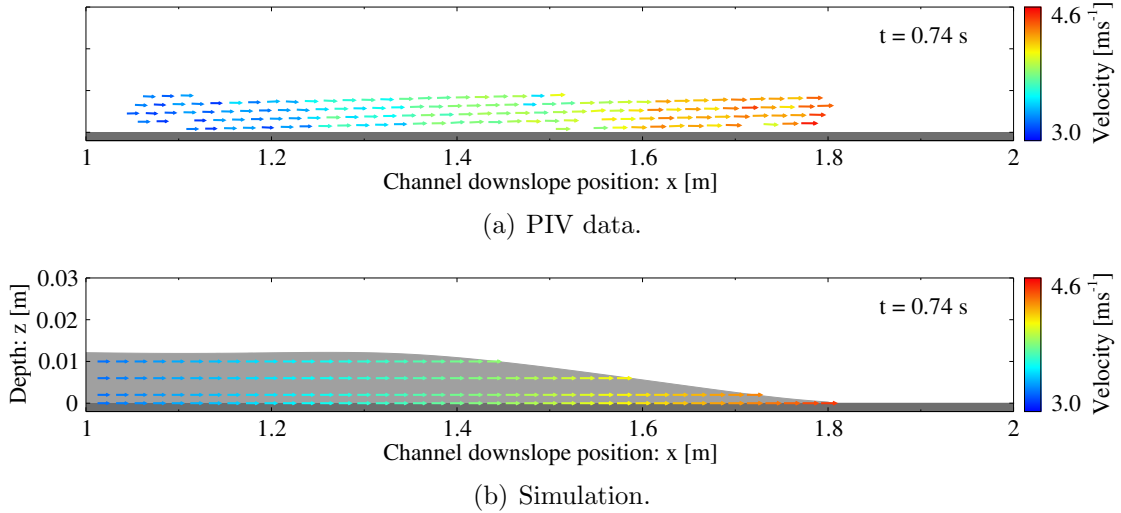 t = 0.74 s
4.6
3.0
Velocity [ms⁻¹]
1 1.2 1.4 1.6 1.8 2
Channel downslope position: x [m]
(a) PIV data.
0.03
0.02
0.01
0
Depth: z [m]
t = 0.74 s
4.6
3.0
Velocity [ms⁻¹]
1 1.2 1.4 1.6 1.8 2
Channel downslope position: x [m]
(b) Simulation.